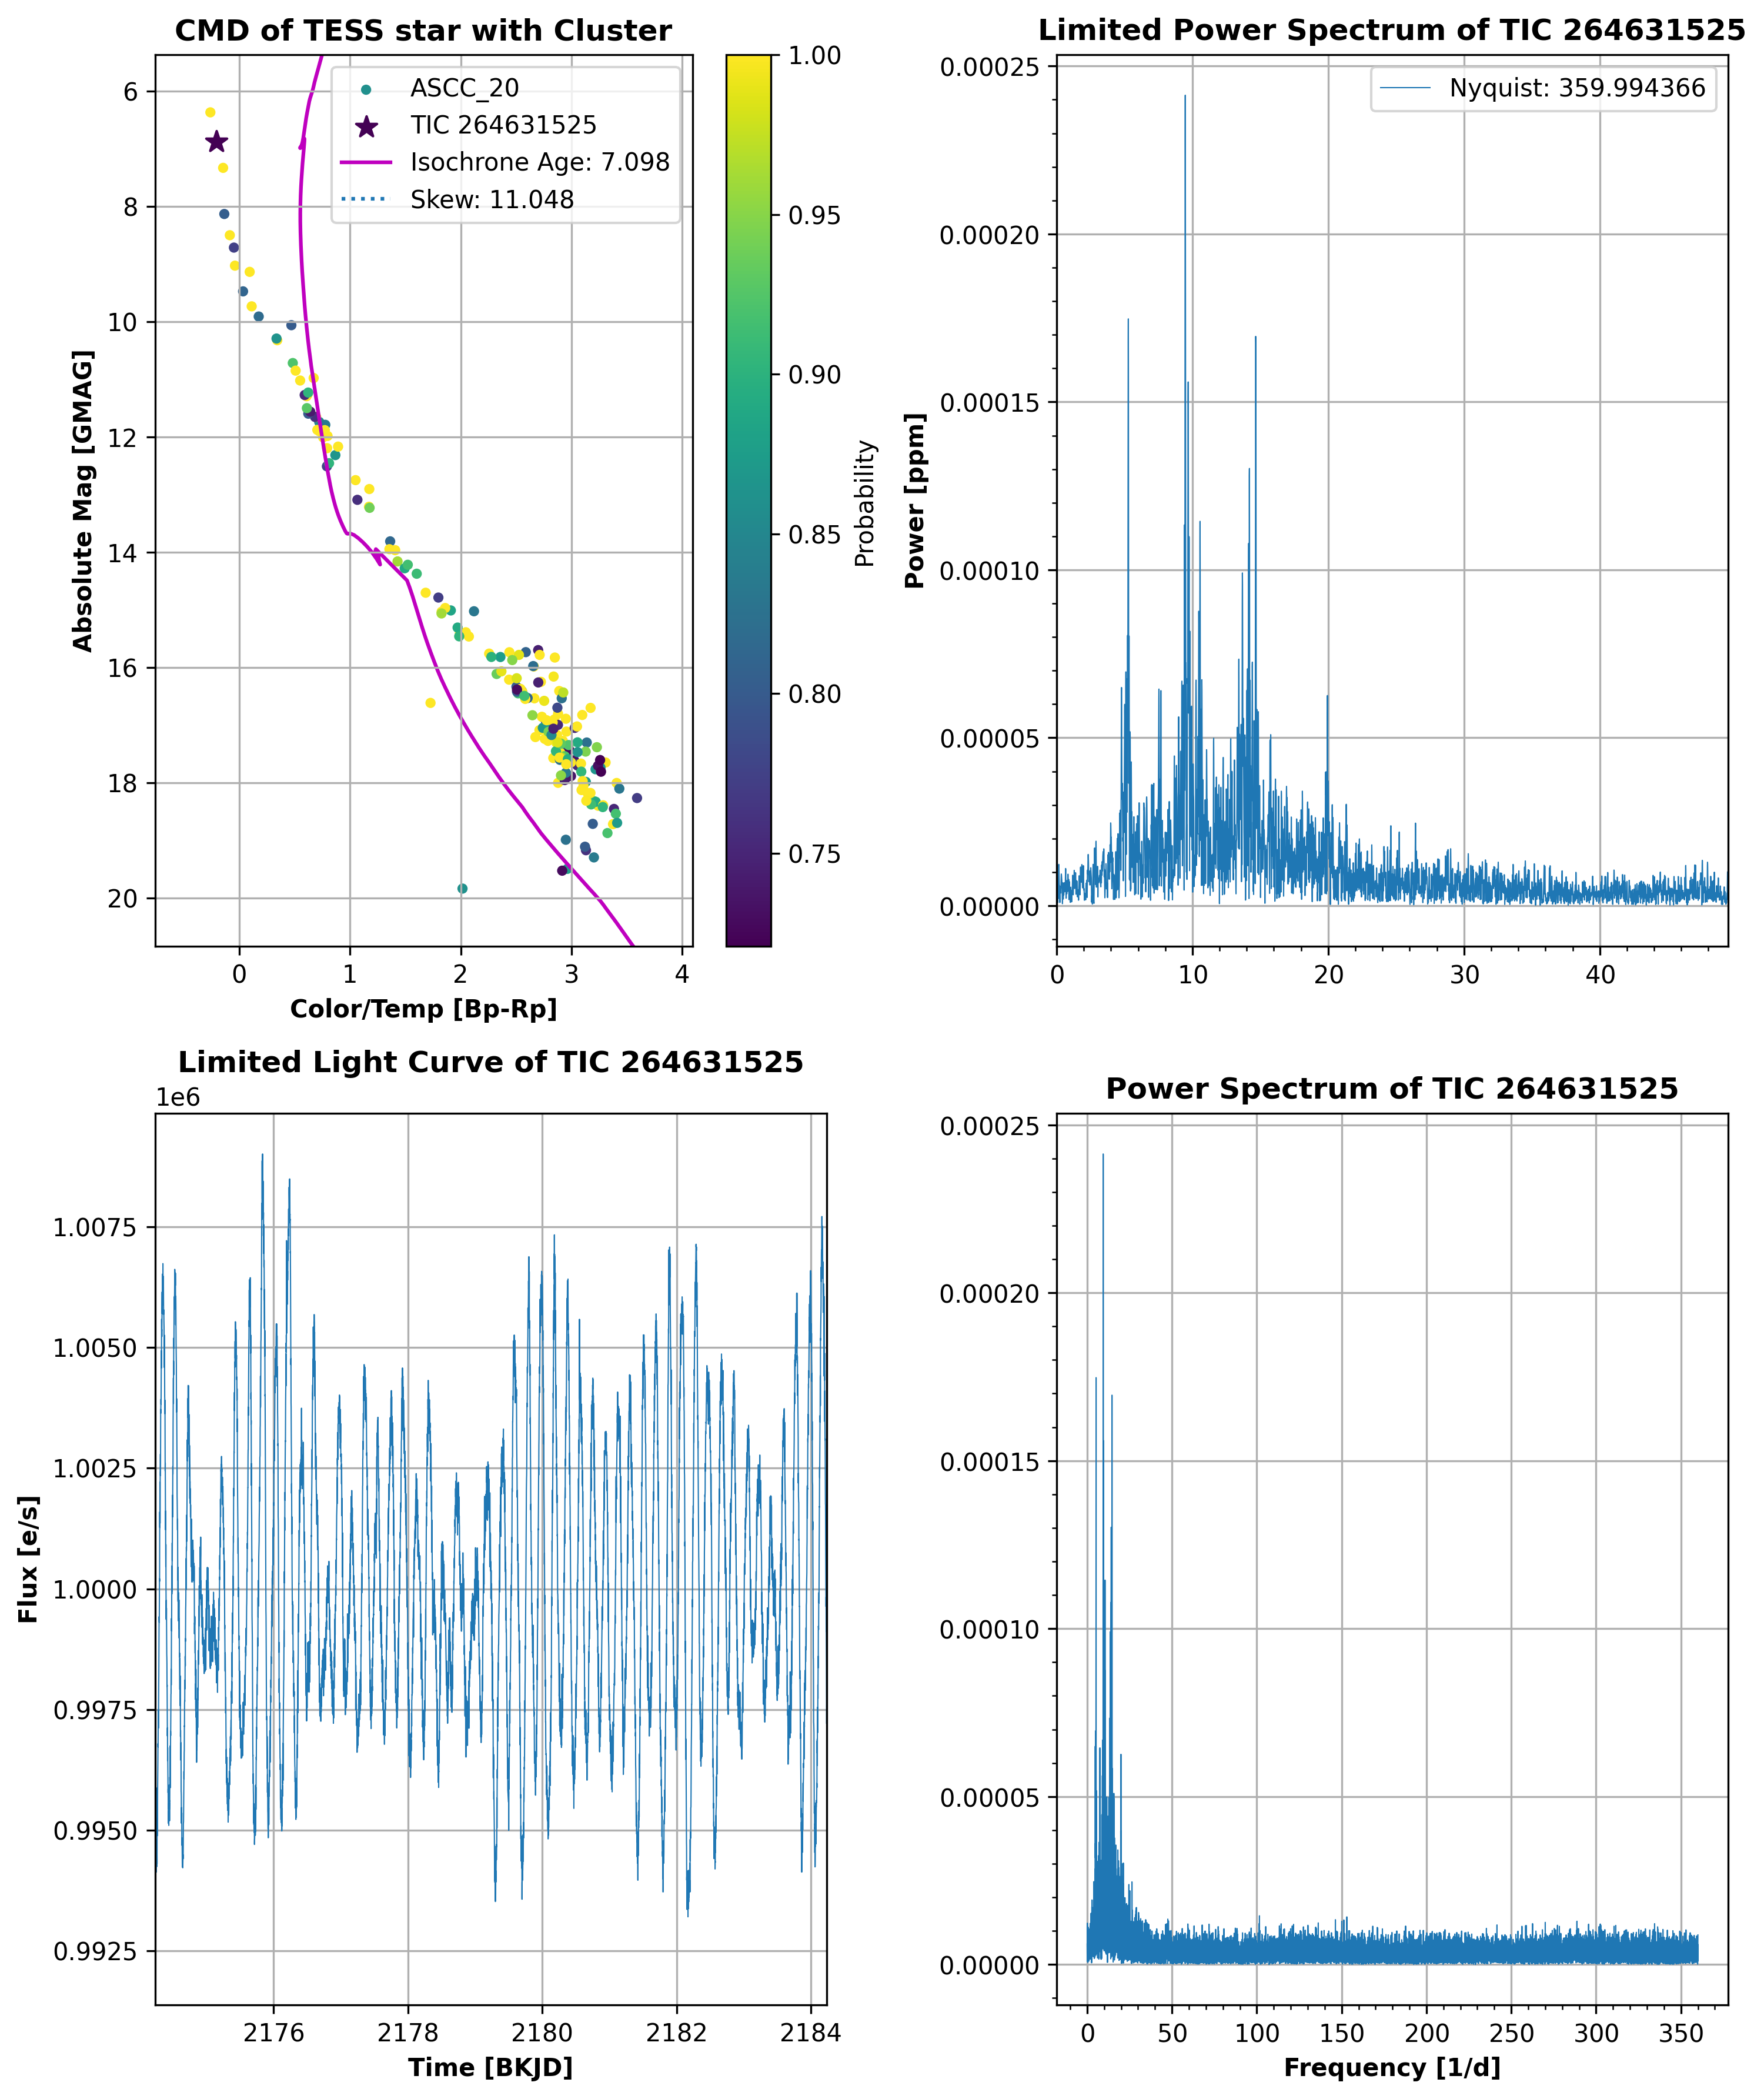 CMD of TESS star with Cluster
ASCC_20
TIC 264631525
Isochrone Age: 7.098
Skew: 11.048
6
8
10
12
14
16
18
20
Absolute Mag [GMAG]
0 1 2 3 4
Color/Temp [Bp-Rp]
1.00
0.95
0.90
0.85
0.80
0.75
Probability
Limited Power Spectrum of TIC 264631525
Nyquist: 359.994366
0.00025
0.00020
0.00015
0.00010
0.00005
0.00000
Power [ppm]
0 10 20 30 40
Limited Light Curve of TIC 264631525
1e6
1.0075
1.0050
1.0025
1.0000
0.9975
0.9950
0.9925
Flux [e/s]
2176 2178 2180 2182 2184
Time [BKJD]
Power Spectrum of TIC 264631525
0.00025
0.00020
0.00015
0.00010
0.00005
0.00000
0 50 100 150 200 250 300 350
Frequency [1/d]